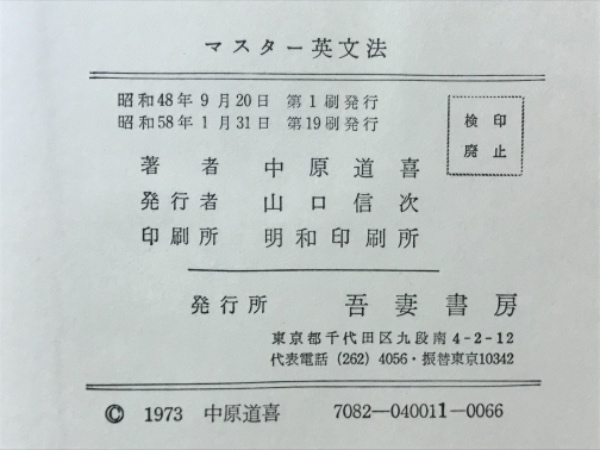 マスター英文法
昭和48年9月20日 第1刷発行
昭和58年1月31日 第19刷発行
検印
廃止
著者 中原道喜
発行者 山口信次
印刷所 明和印刷所
発行所 吾妻書房
東京都千代田区九段南4-2-12
代表電話(262)4056・振替東京10342
© 1973 中原道喜 7082―040011―0066